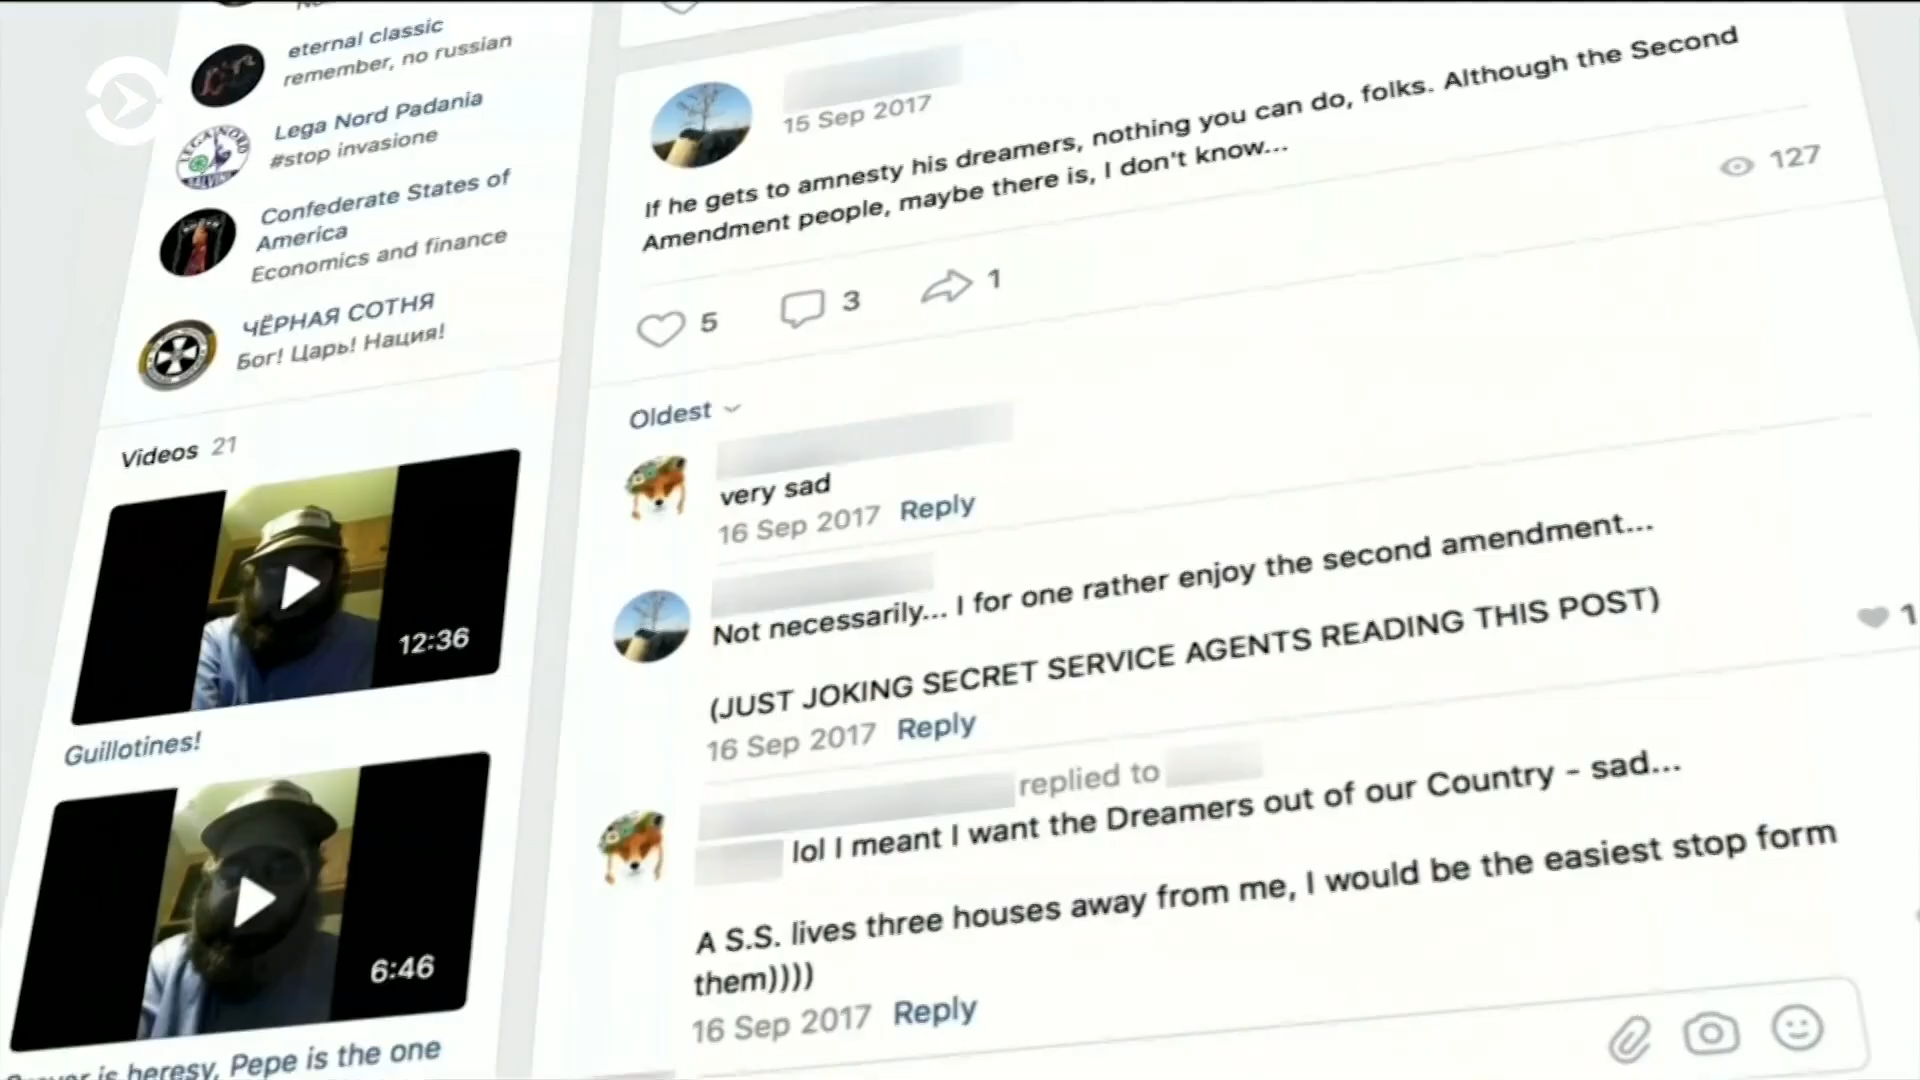 eternal classic
remember, no russian
Lega Nord Padania
#stop invasione
Confederate States of
America
Economics and finance
ЧЁРНАЯ СОТНЯ
Бог! Царь! Нация!
Videos 21
12:36
Guillotines!
6:46
is heresy, Pepe is the one
15 Sep 2017
If he gets to amnesty his dreamers, nothing you can do, folks. Although the Second
Amendment people, maybe there is, I don't know...
127
5
3
1
Oldest
very sad
16 Sep 2017 Reply
Not necessarily... I for one rather enjoy the second amendment...
(JUST JOKING SECRET SERVICE AGENTS READING THIS POST)
1
16 Sep 2017 Reply
replied to
lol I meant I want the Dreamers out of our Country - sad...
A S.S. lives three houses away from me, I would be the easiest stop form
them))))
16 Sep 2017 Reply